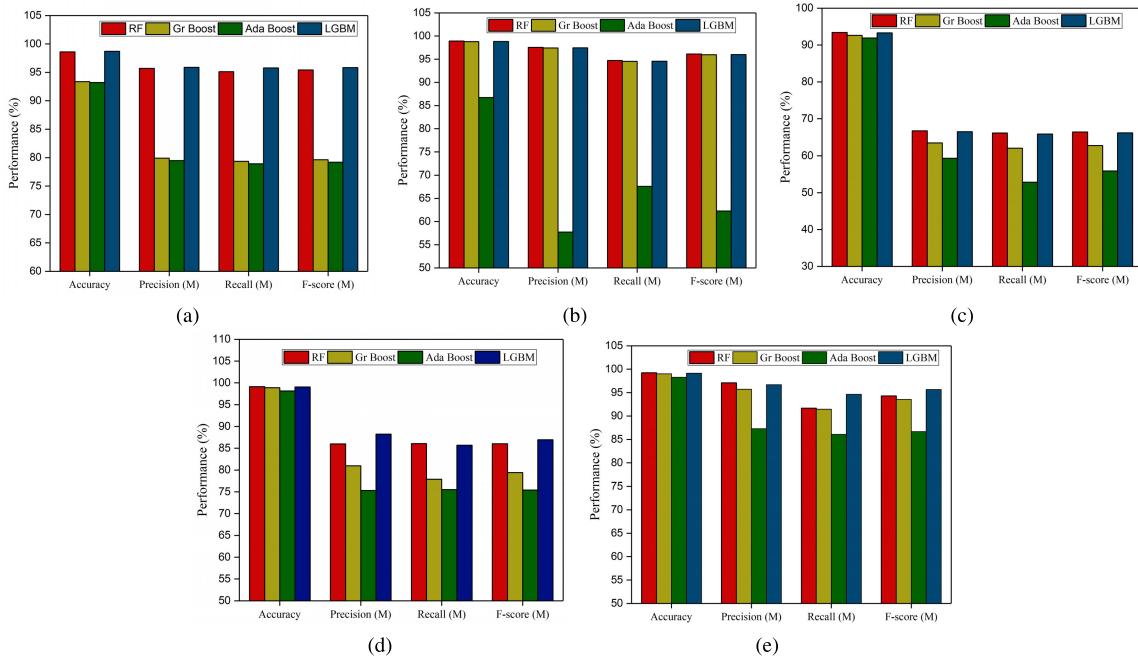 RF Gr Boost Ada Boost LGBM
105
100
95
90
85
80
75
70
65
60
Performance (%)
Accuracy Precision (M) Recall (M) F-score (M)
(a)
RF Gr Boost Ada Boost LGBM
105
100
95
90
85
80
75
70
65
60
55
50
Performance (%)
Accuracy Precision (M) Recall (M) F-score (M)
(b)
RF Gr Boost Ada Boost LGBM
100
90
80
70
60
50
40
30
Performance (%)
Accuracy Precision (M) Recall (M) F-score (M)
(c)
RF Gr Boost Ada Boost LGBM
110
105
100
95
90
85
80
75
70
65
60
55
50
Performance (%)
Accuracy Precision (M) Recall (M) F-score (M)
(d)
RF Gr Boost Ada Boost LGBM
105
100
95
90
85
80
75
70
65
60
55
50
Performance (%)
Accuracy Precision (M) Recall (M) F-score (M)
(e)